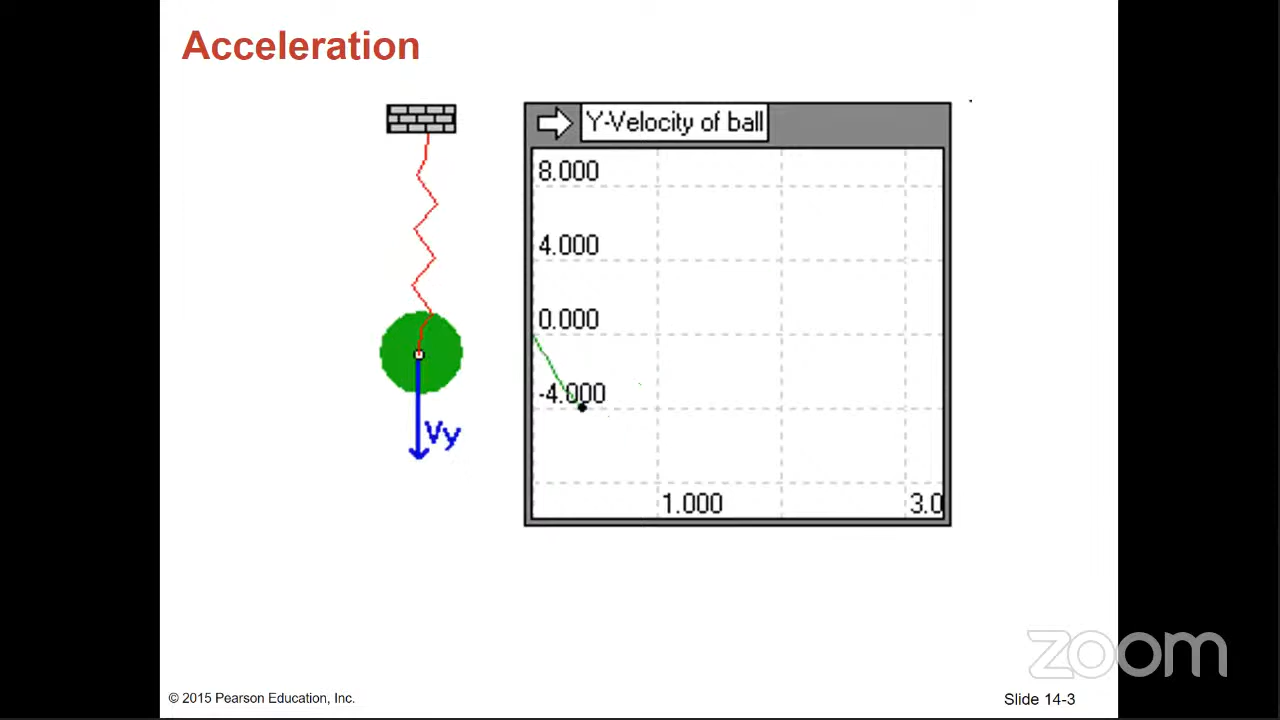 Acceleration
Y-Velocity of ball
8.000
4.000
0.000
-4.000
Vy
1.000
3.0
zoom
© 2015 Pearson Education, Inc.
Slide 14-3